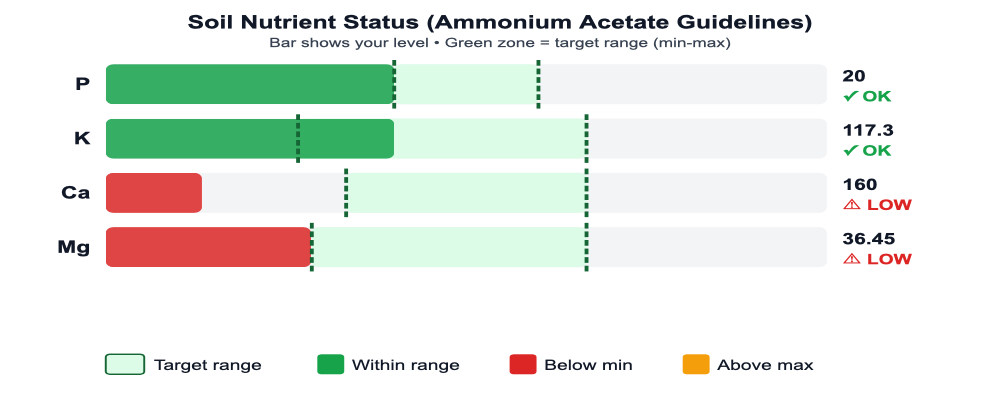 Soil Nutrient Status (Ammonium Acetate Guidelines)
Bar shows your level • Green zone = target range (min-max)
P
20
✓ OK
K
117.3
✓ OK
Ca
160
⚠ LOW
Mg
36.45
⚠ LOW
Target range
Within range
Below min
Above max